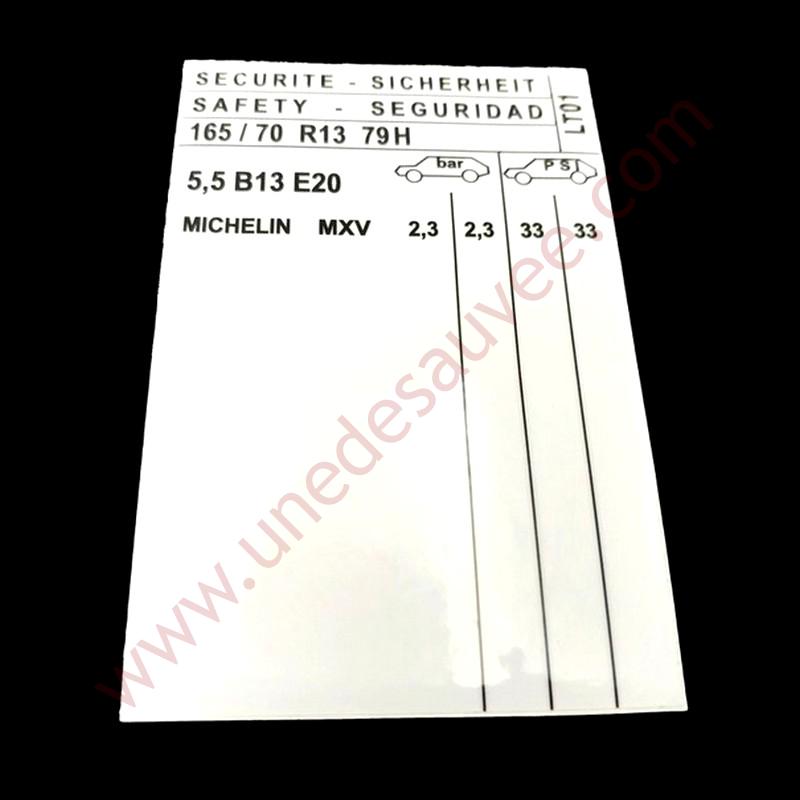 SECURITE - SICHERHEIT
SAFETY - SEGURIDAD
LT01
165 / 70 R13 79H
bar
PSI
5,5 B13 E20
MICHELIN MXV 2,3 2,3 33 33
www.unedesauvee.com